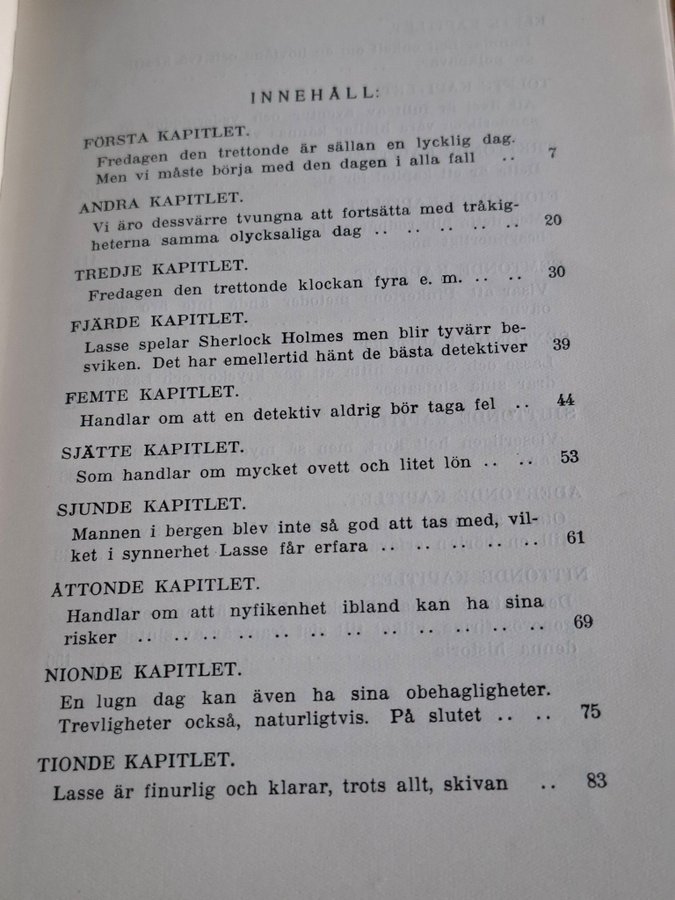 INNEHÅLL:
FÖRSTA KAPITLET.
Fredagen den trettonde är sällan en lycklig dag.
Men vi måste börja med den dagen i alla fall .. 7
ANDRA KAPITLET.
Vi äro dessvärre tvungna att fortsätta med tråkig-
heterna samma olycksaliga dag .. .. .. .. .. 20
TREDJE KAPITLET.
Fredagen den trettonde klockan fyra e. m. .. .. 30
FJÄRDE KAPITLET.
Lasse spelar Sherlock Holmes men blir tyvärr be-
sviken. Det har emellertid hänt de bästa detektiver 39
FEMTE KAPITLET.
Handlar om att en detektiv aldrig bör taga fel .. 44
SJÄTTE KAPITLET.
Som handlar om mycket ovett och litet lön .. .. 53
SJUNDE KAPITLET.
Mannen i bergen blev inte så god att tas med, vil-
ket i synnerhet Lasse får erfara .. .. .. .. .. 61
ÅTTONDE KAPITLET.
Handlar om att nyfikenhet ibland kan ha sina
risker .. .. .. .. .. .. .. .. .. .. .. .. 69
NIONDE KAPITLET.
En lugn dag kan även ha sina obehagligheter.
Trevligheter också, naturligtvis. På slutet .. .. 75
TIONDE KAPITLET.
Lasse är finurlig och klarar, trots allt, skivan .. 83